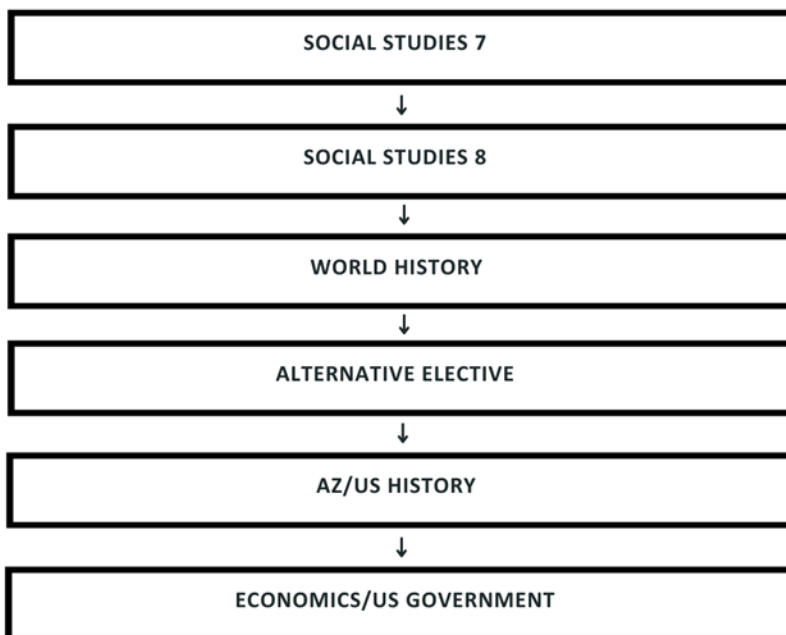 SOCIAL STUDIES 7
↓
SOCIAL STUDIES 8
↓
WORLD HISTORY
↓
ALTERNATIVE ELECTIVE
↓
AZ/US HISTORY
↓
ECONOMICS/US GOVERNMENT